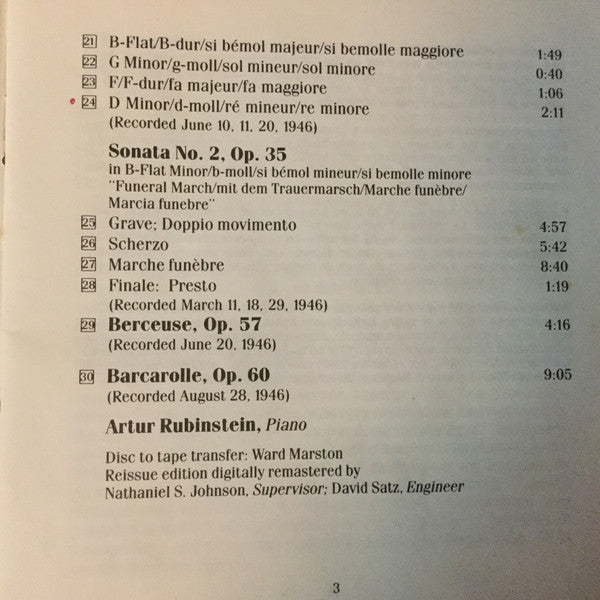 21 B-Flat/B-dur/si bémol majeur/si bemolle maggiore 1:49
22 G Minor/g-moll/sol mineur/sol minore 0:40
23 F/F-dur/fa majeur/fa maggiore 1:06
24 D Minor/d-moll/ré mineur/re minore 2:11
(Recorded June 10, 11, 20, 1946)
Sonata No. 2, Op. 35
in B-Flat Minor/b-moll/si bémol mineur/si bemolle minore
"Funeral March/mit dem Trauermarsch/Marche funèbre/
Marcia funebre"
25 Grave; Doppio movimento 4:57
26 Scherzo 5:42
27 Marche funèbre 8:40
28 Finale: Presto 1:19
(Recorded March 11, 18, 29, 1946)
29 Berceuse, Op. 57 4:16
(Recorded June 20, 1946)
30 Barcarolle, Op. 60 9:05
(Recorded August 28, 1946)
Artur Rubinstein, Piano
Disc to tape transfer: Ward Marston
Reissue edition digitally remastered by
Nathaniel S. Johnson, Supervisor; David Satz, Engineer
3